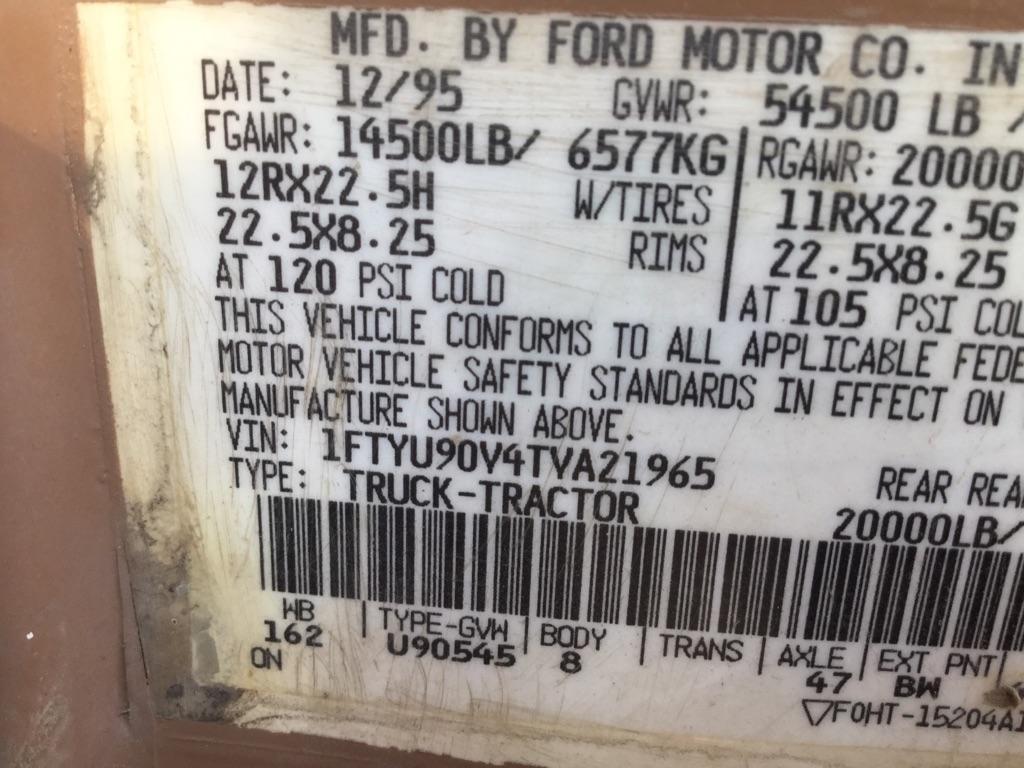 MFD. BY FORD MOTOR CO. IN
DATE: 12/95 GVWR: 54500 LB /
FGAWR: 14500LB/ 6577KG RGAWR: 20000
12RX22.5H W/TIRES 11RX22.5G
22.5X8.25 RIMS 22.5X8.25
AT 120 PSI COLD AT 105 PSI COL
THIS VEHICLE CONFORMS TO ALL APPLICABLE FEDE
MOTOR VEHICLE SAFETY STANDARDS IN EFFECT ON
MANUFACTURE SHOWN ABOVE.
VIN: 1FTYU90V4TVA21965 REAR REA
TYPE: TRUCK-TRACTOR 20000LB/
WB TYPE-GVW BODY TRANS AXLE EXT PNT
162 U90545 8 47 BW
ON
▽F0HT-15204A1